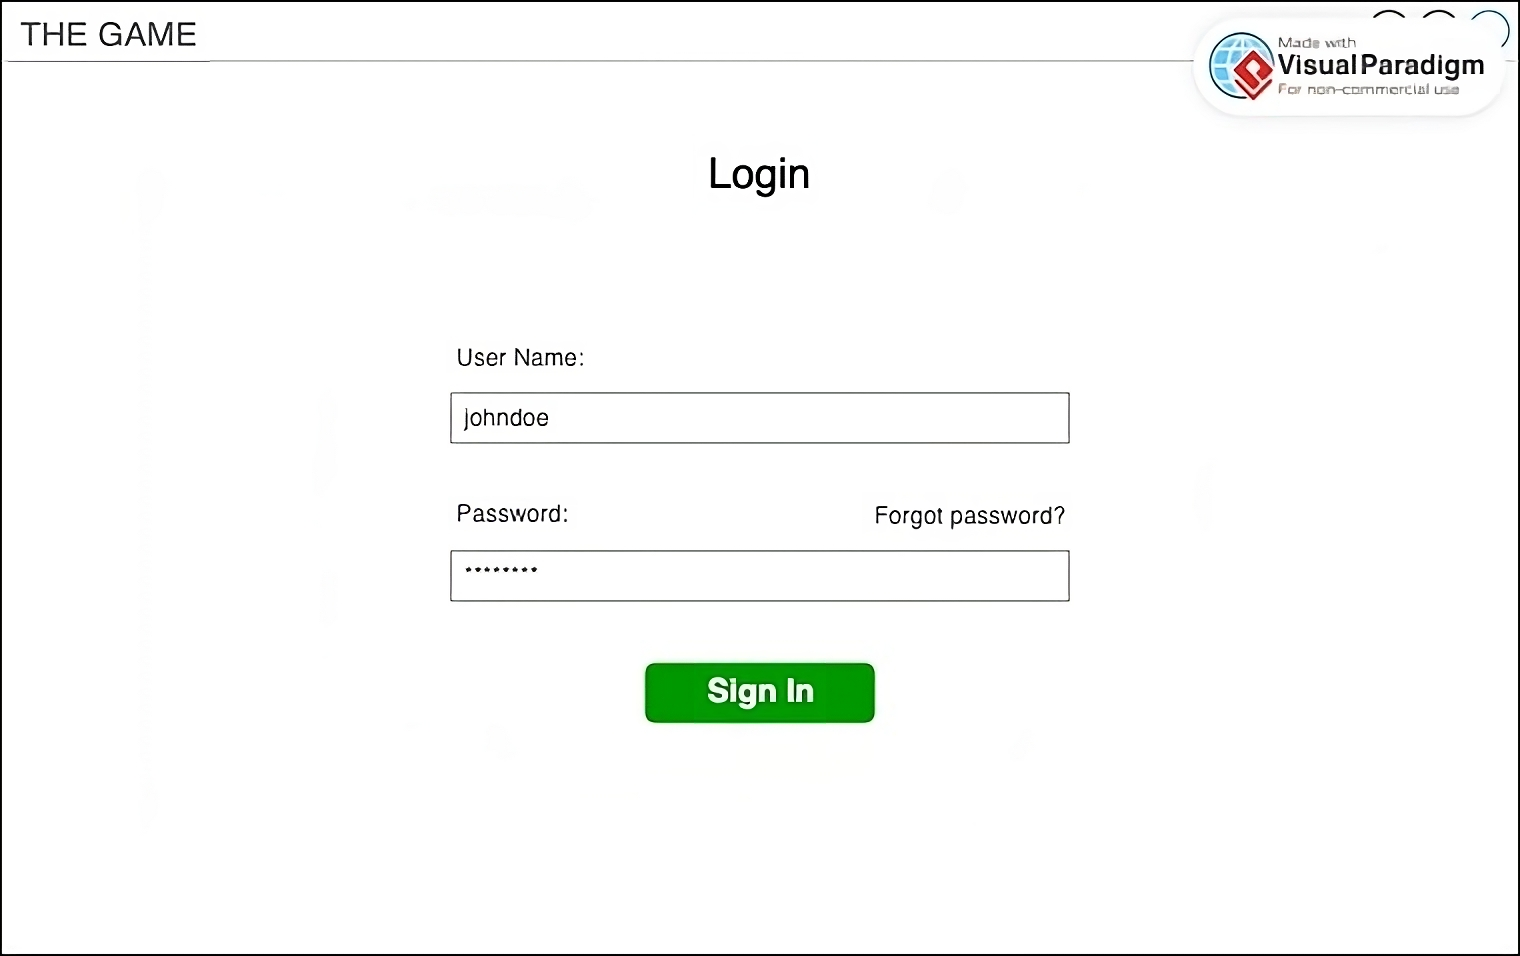 THE GAME
Made with
Visual Paradigm
For non-commercial use
Login
User Name:
johndoe
Password:
Forgot password?
••••••••
Sign In